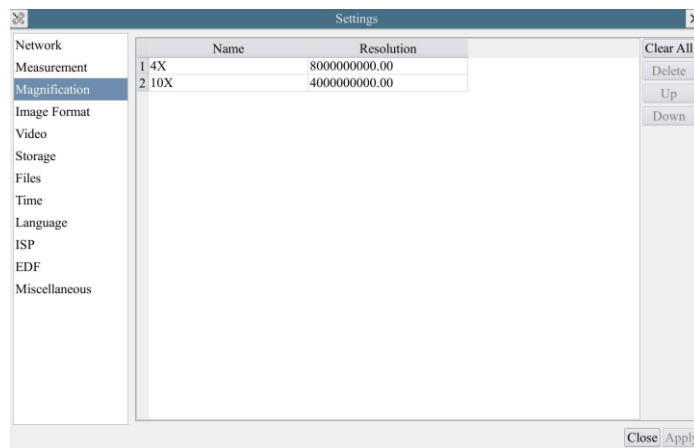 Settings
Network
Measurement
Magnification
Image Format
Video
Storage
Files
Time
Language
ISP
EDF
Miscellaneous
Name Resolution
1 4X 8000000000.00
2 10X 4000000000.00
Clear All
Delete
Up
Down
Close Apply